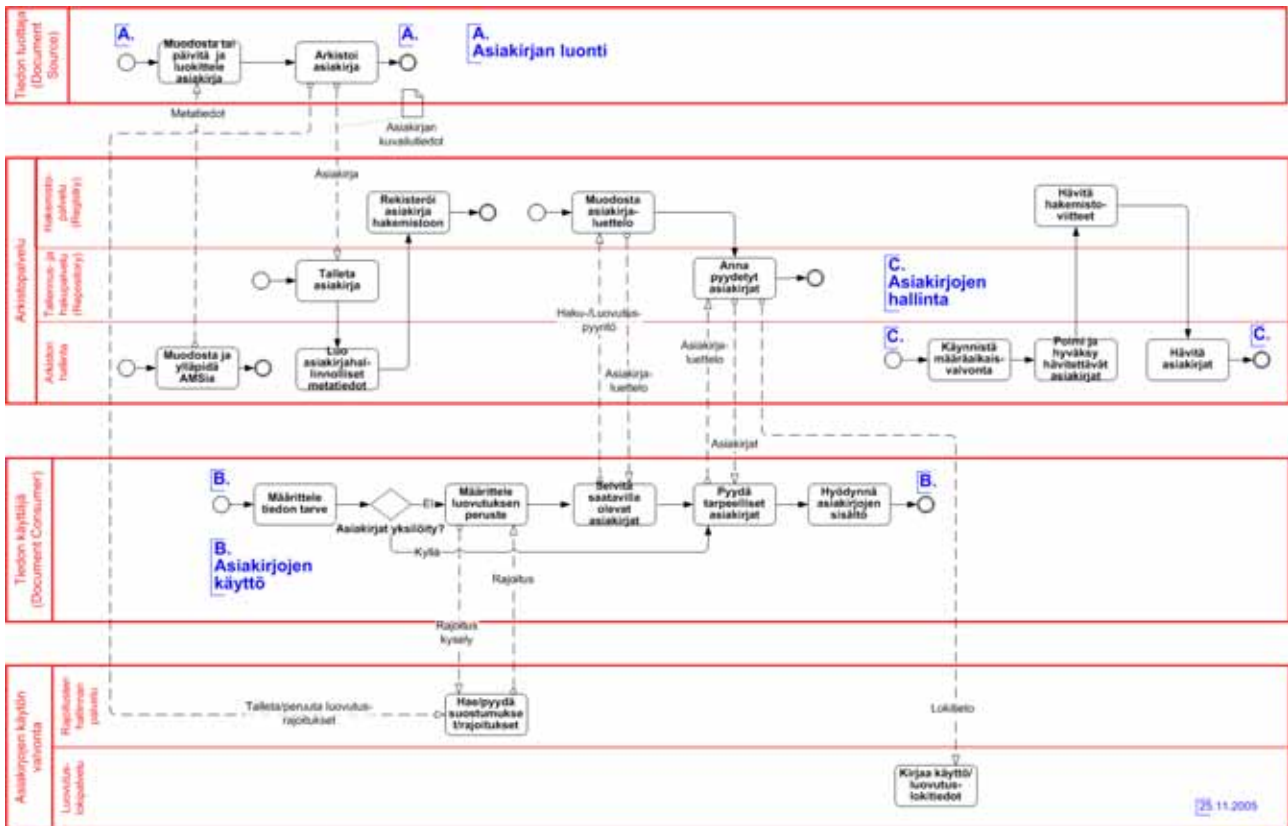 Tiedon tuottaja
(Document
Source)
A.
Muodosta tai
päivitä ja
luokittele
asiakirja
Arkistoi
asiakirja
A.
A.
Asiakirjan luonti
Metatiedot
Asiakirjan
kuvailutiedot
Asiakirja
Arkistopalvelu
Hakemisto-
palvelu
(Registry)
Rekisteröi
asiakirja
hakemistoon
Muodosta
asiakirja-
luettelo
Hävitä
hakemisto-
viitteet
Tallennus- ja
hakupalvelu
(Repository)
Talleta
asiakirja
Anna
pyydetyt
asiakirjat
C.
Asiakirjojen
hallinta
Haku-/Luovutus-
pyyntö
Asiakirja-
luettelo
Asiakirja-
luettelo
Arkiston
hallinta
Muodosta ja
ylläpidä
AMSia
Luo
asiakirjahal-
linnolliset
metatiedot
C.
Käynnistä
määräaikais-
valvonta
Poimi ja
hyväksy
hävitettävät
asiakirjat
Hävitä
asiakirjat
C.
Asiakirjat
Tiedon käyttäjä
(Document Consumer)
B.
Määrittele
tiedon tarve
Asiakirjat yksilöity?
EI
Kyllä
Määrittele
luovutuksen
peruste
Selvitä
saatavilla
olevat
asiakirjat
Pyydä
tarpeelliset
asiakirjat
Hyödynnä
asiakirjojen
sisältö
B.
B.
Asiakirjojen
käyttö
Rajoitus
Rajoitus
kysely
Asiakirjojen käytön
valvonta
Rajoitusten
hallinnan
palvelu
Talleta/peruuta luovutus-
rajoitukset
Hae/pyydä
suostumukse
t/rajoitukset
Lokitieto
Luovutus-
lokipalvelu
Kirjaa käyttö/
luovutus-
lokitiedot
25.11.2005